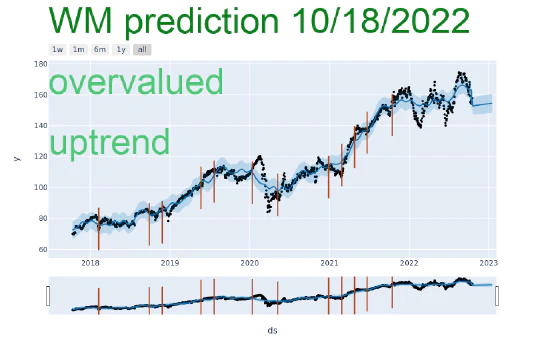 WM prediction 10/18/2022
1w 1m 6m 1y all
overvalued
uptrend
180
160
140
120
100
80
60
y
2018 2019 2020 2021 2022 2023
ds